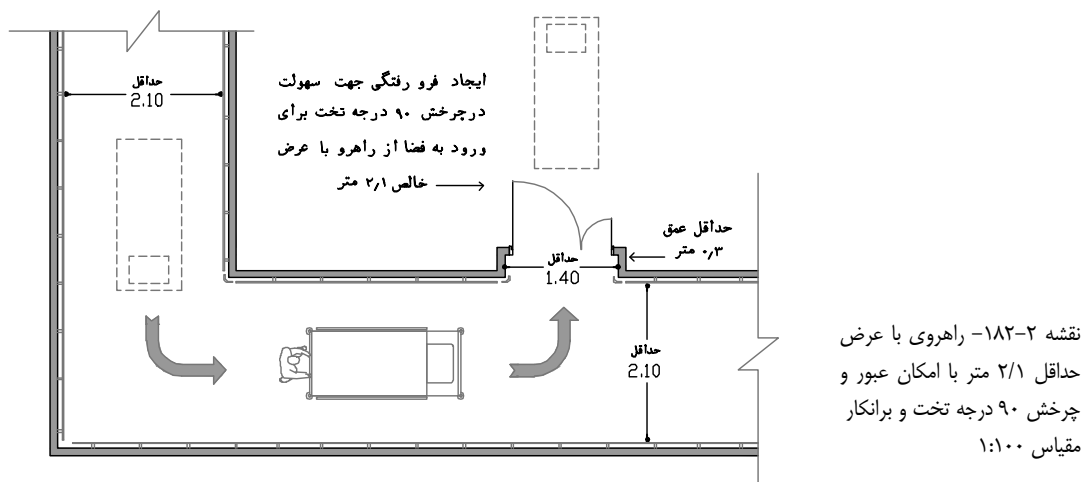 حداقل
2.10
ایجاد فرو رفتگی جهت سهولت
درچرخش ۹۰ درجه تخت برای
ورود به فضا از راهرو با عرض
خالص ۲٫۱ متر
حداقل عمق
۰٫۳ متر
حداقل
1.40
حداقل
2.10
نقشه ۲-۱۸۲- راهروی با عرض
حداقل ۲/۱ متر با امکان عبور و
چرخش ۹۰ درجه تخت و برانکار
مقیاس ۱:۱۰۰